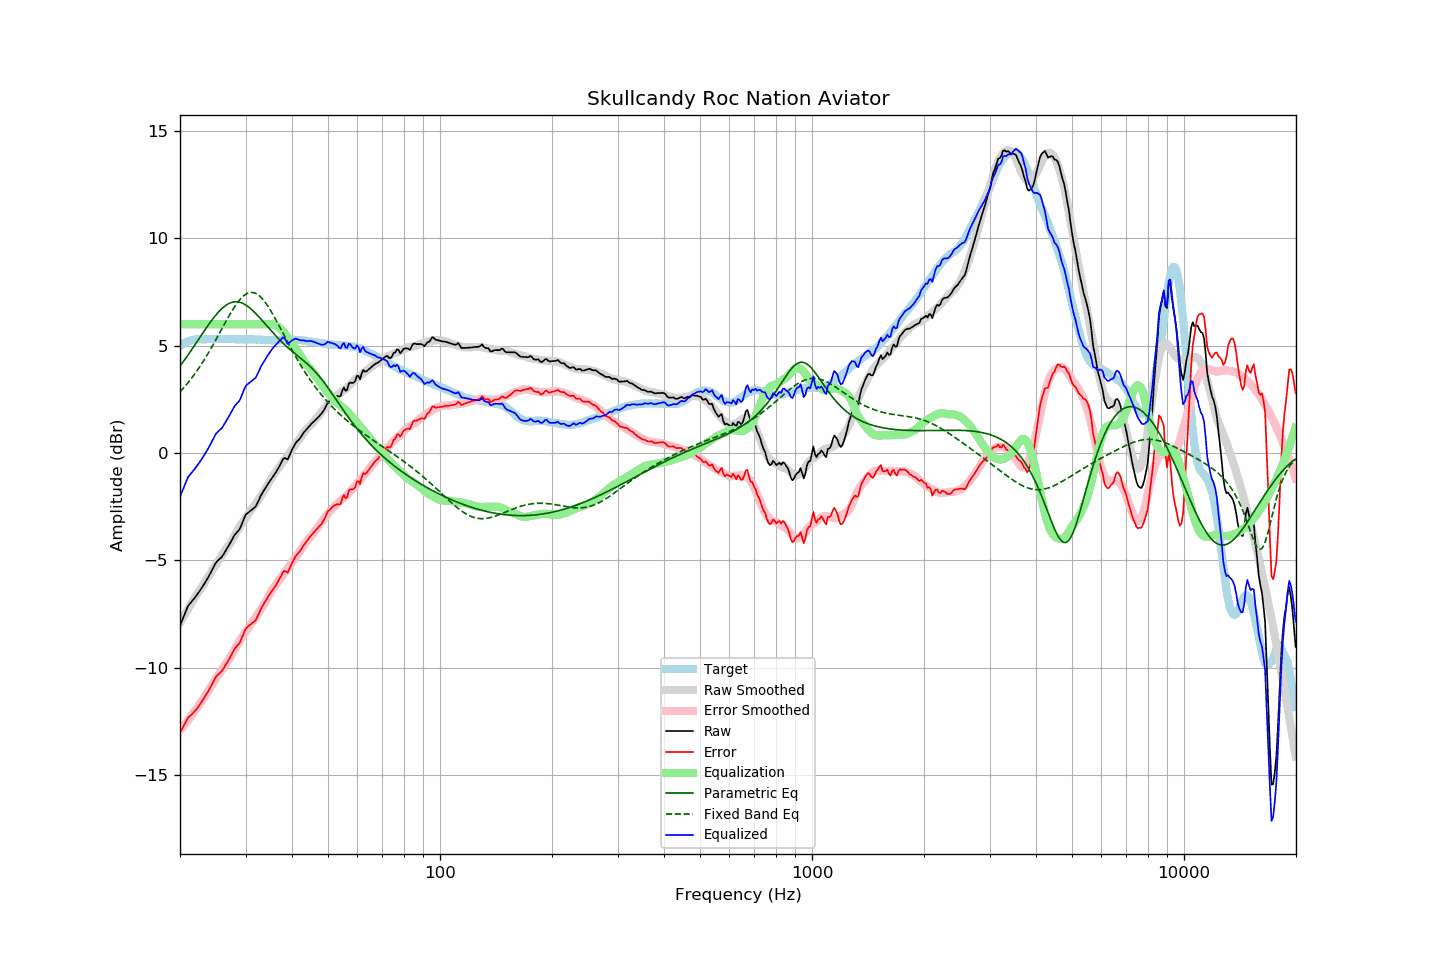 Skullcandy Roc Nation Aviator
15
10
5
0
−5
−10
−15
Amplitude (dBr)
Target
Raw Smoothed
Error Smoothed
Raw
Error
Equalization
Parametric Eq
Fixed Band Eq
Equalized
100
1000
10000
Frequency (Hz)